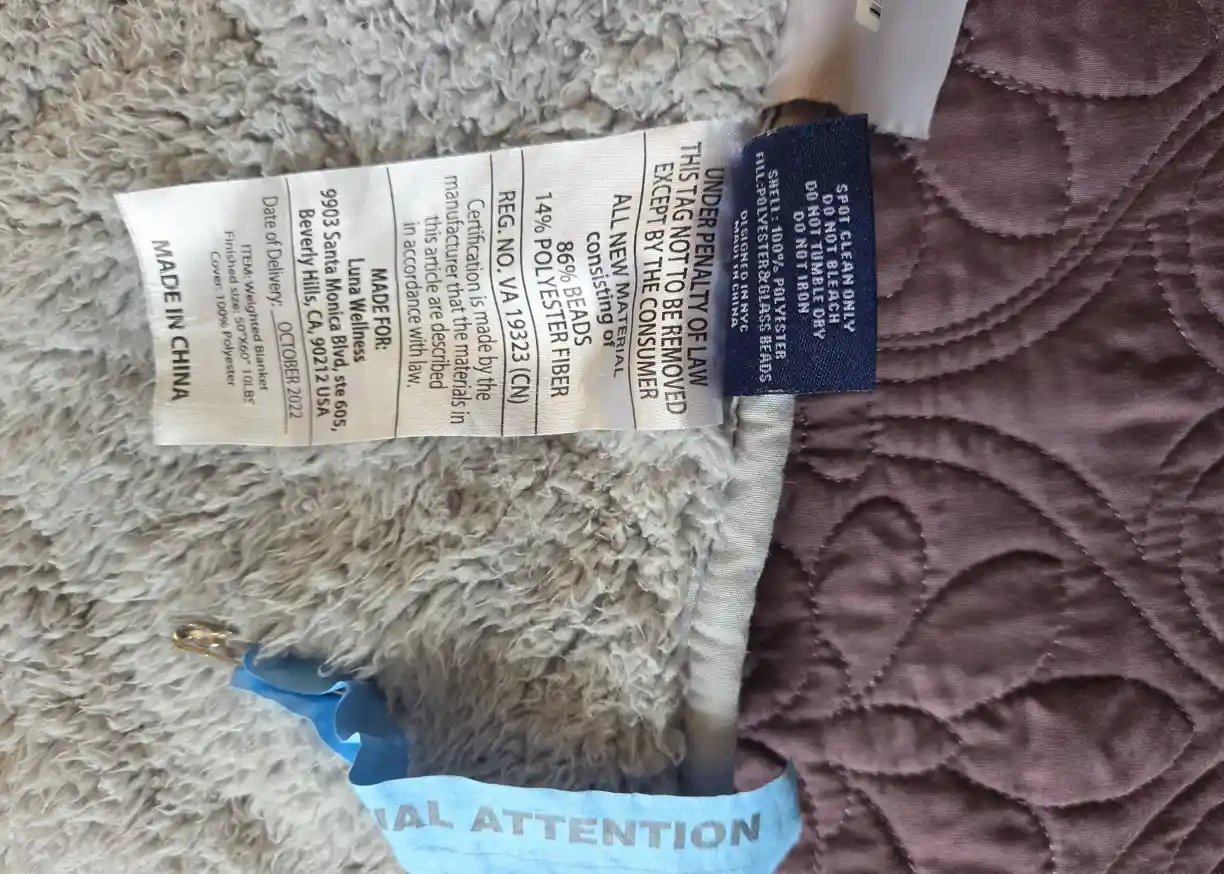 SPOT CLEAN ONLY
DO NOT BLEACH
DO NOT TUMBLE DRY
DO NOT IRON
SHELL: 100% POLYESTER
FILL:POLYESTER&GLASS BEADS
DESIGNED IN NYC
MADE IN CHINA
UNDER PENALTY OF LAW
THIS TAG NOT TO BE REMOVED
EXCEPT BY THE CONSUMER
ALL NEW MATERIAL
consisting of
86% BEADS
14% POLYESTER FIBER
REG. NO. VA 19323 (CN)
Certification is made by the
manufacturer that the materials in
this article are described
in accordance with law.
MADE FOR:
Luna Wellness
9903 Santa Monica Blvd, ste 605,
Beverly Hills, CA, 90212 USA
Date of Delivery: OCTOBER 2022
ITEM: Weighted Blanket
Finished size: 50"X60" 10LBS
Cover: 100% Polyester
MADE IN CHINA
IAL ATTENTION